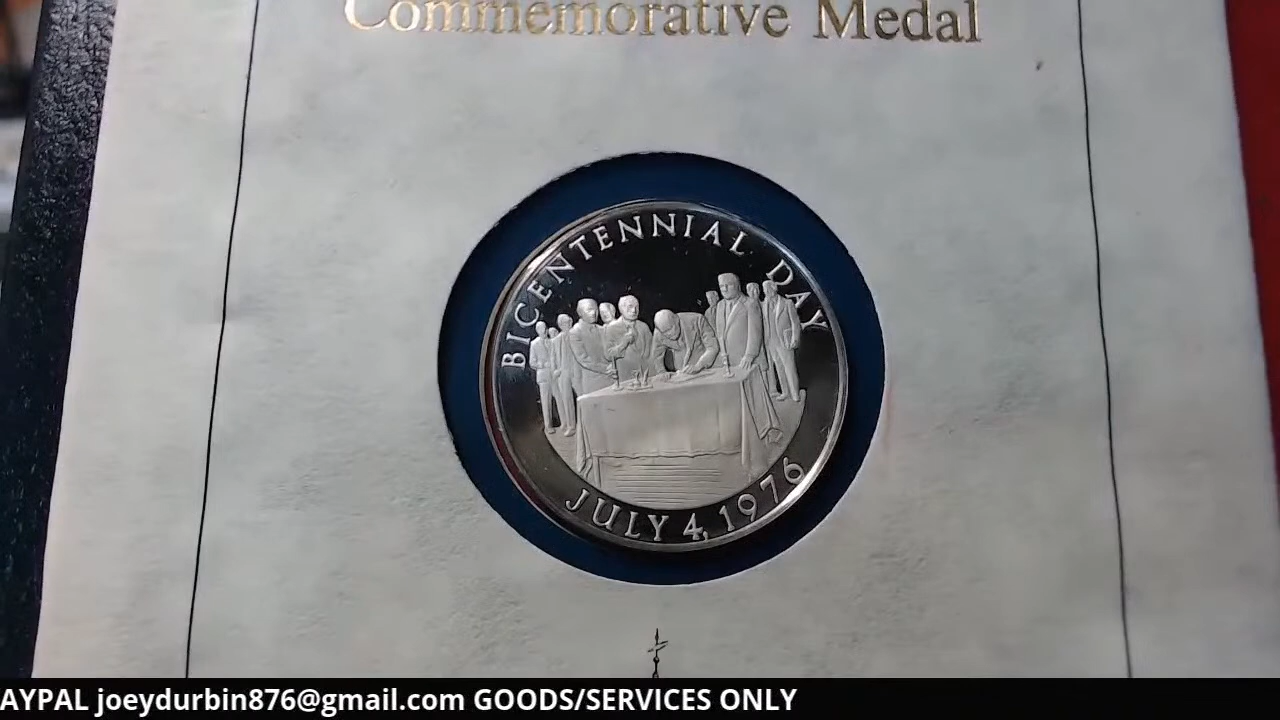 Commemorative Medal
BICENTENNIAL DAY
JULY 4, 1976
AYPAL joeydurbin876@gmail.com GOODS/SERVICES ONLY